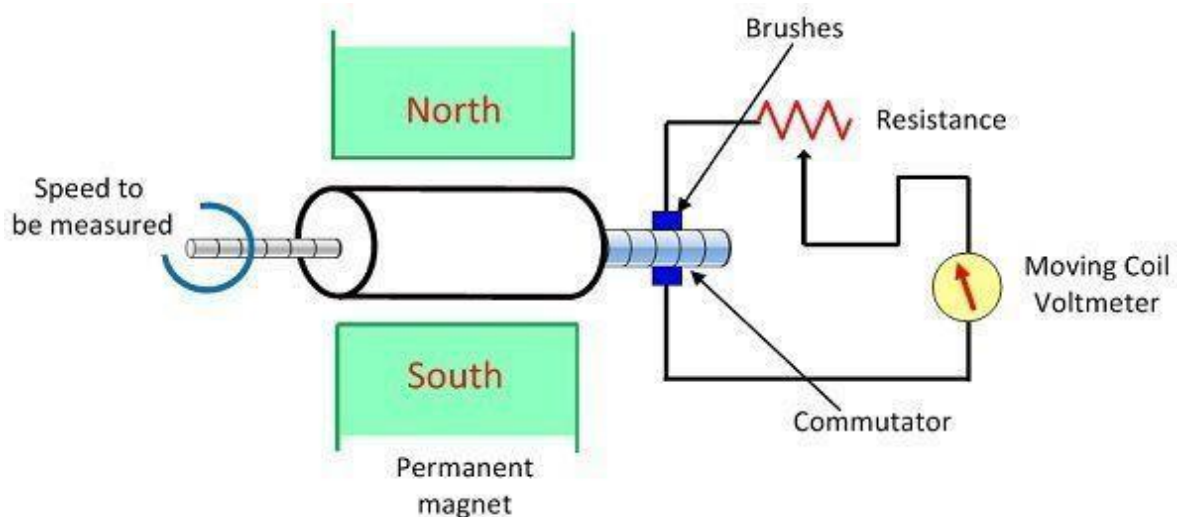 Brushes
North
Resistance
Speed to
be measured
Moving Coil
Voltmeter
South
Commutator
Permanent
magnet